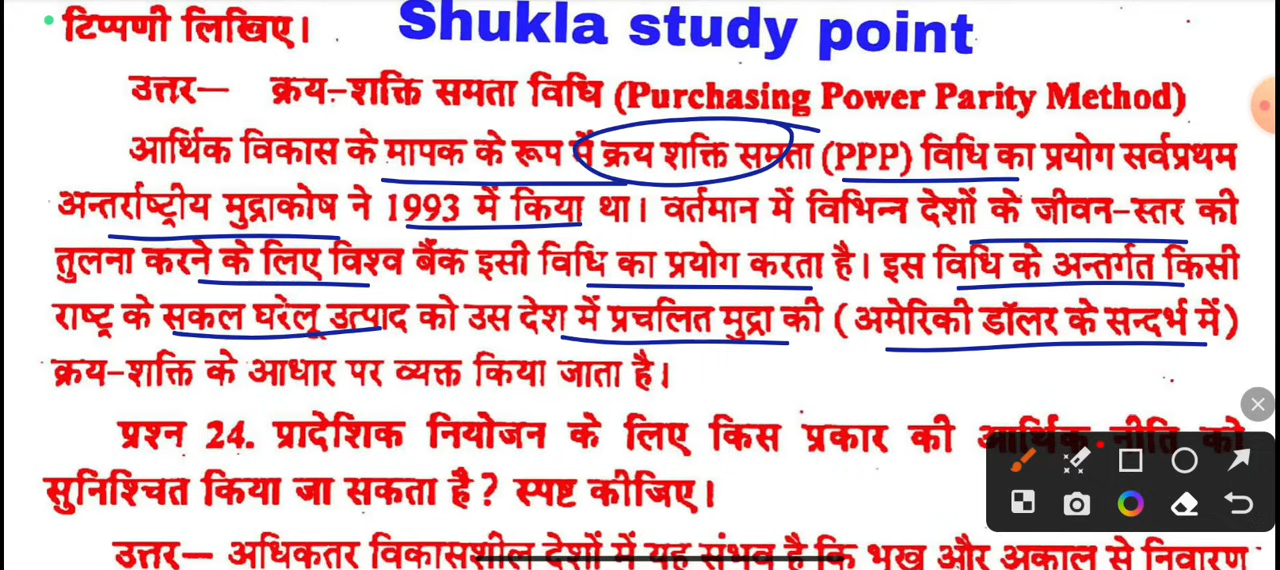 टिप्पणी लिखिए।
Shukla study point
उत्तर— क्रय-शक्ति समता विधि (Purchasing Power Parity Method)
आर्थिक विकास के मापक के रूप में क्रय शक्ति समता (PPP) विधि का प्रयोग सर्वप्रथम
अन्तर्राष्ट्रीय मुद्राकोष ने 1993 में किया था। वर्तमान में विभिन्न देशों के जीवन-स्तर की
तुलना करने के लिए विश्व बैंक इसी विधि का प्रयोग करता है। इस विधि के अन्तर्गत किसी
राष्ट्र के सकल घरेलू उत्पाद को उस देश में प्रचलित मुद्रा की (अमेरिकी डॉलर के सन्दर्भ में)
क्रय-शक्ति के आधार पर व्यक्त किया जाता है।
प्रश्न 24. प्रादेशिक नियोजन के लिए किस प्रकार की आर्थिक नीति को
सुनिश्चित किया जा सकता है? स्पष्ट कीजिए।
उत्तर— अधिकतर विकासशील देशों में यह संभव है कि भूख और अकाल से निवारण